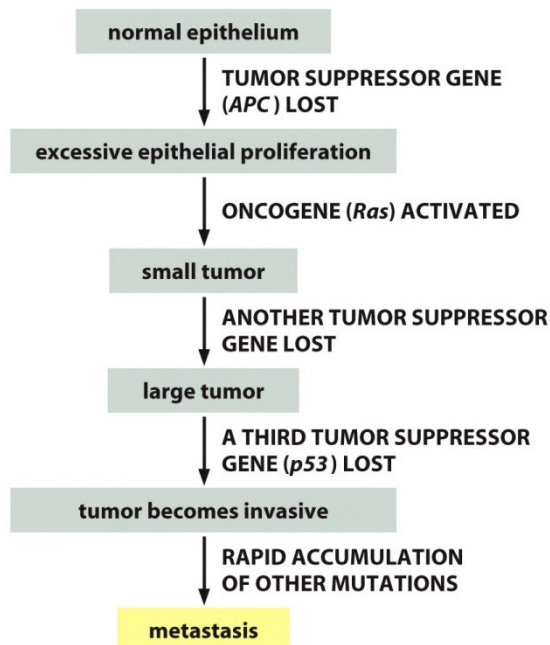 normal epithelium
TUMOR SUPPRESSOR GENE
(APC) LOST
excessive epithelial proliferation
ONCOGENE (Ras) ACTIVATED
small tumor
ANOTHER TUMOR SUPPRESSOR
GENE LOST
large tumor
A THIRD TUMOR SUPPRESSOR
GENE (p53) LOST
tumor becomes invasive
RAPID ACCUMULATION
OF OTHER MUTATIONS
metastasis